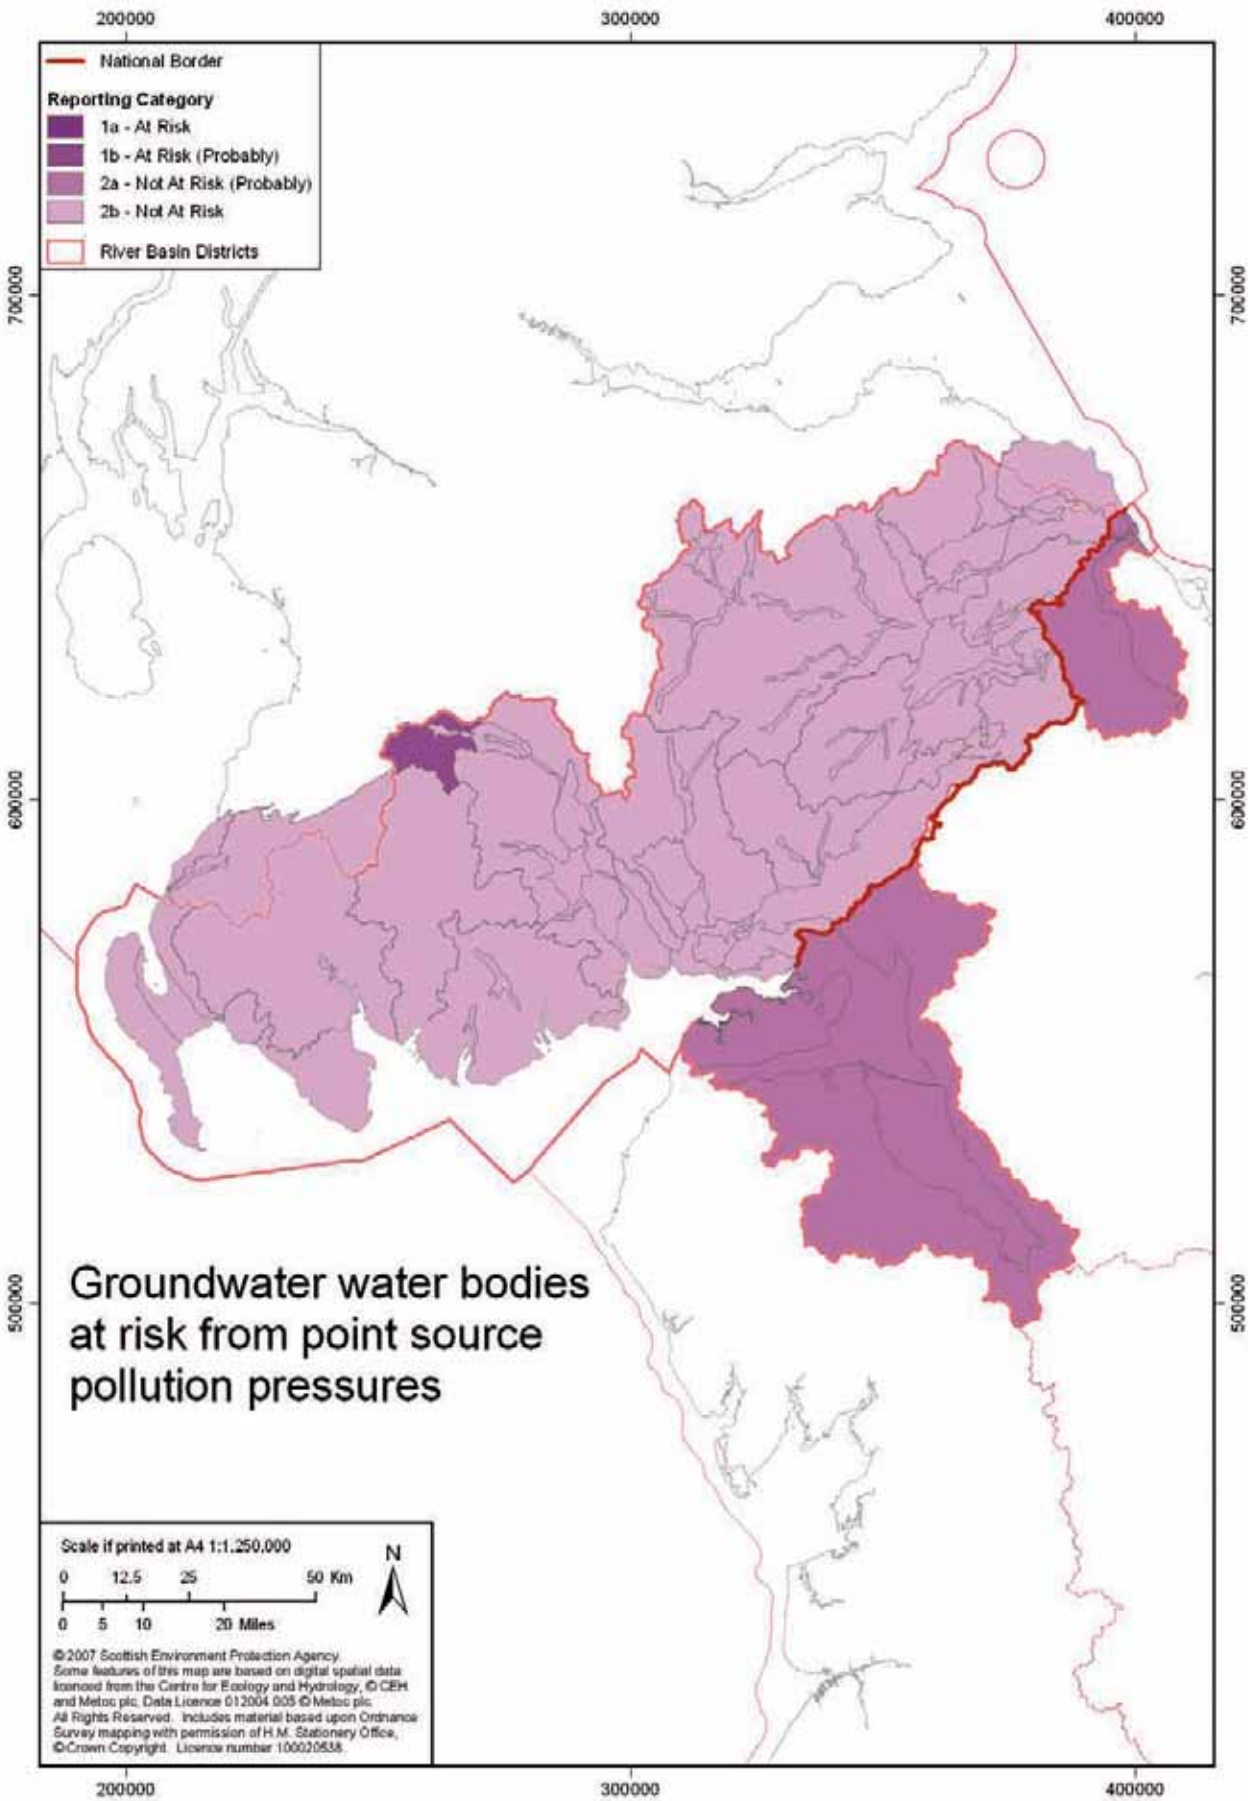 200000
300000
400000
National Border
Reporting Category
1a - At Risk
1b - At Risk (Probably)
2a - Not At Risk (Probably)
2b - Not At Risk
River Basin Districts
700000
700000
600000
600000
500000
500000
Groundwater water bodies
at risk from point source
pollution pressures
Scale if printed at A4 1:1.250.000
N
0 12.5 25 50 Km
0 5 10 20 Miles
© 2007 Scottish Environment Protection Agency.
Some features of this map are based on digital spatial data
licenced from the Centre for Ecology and Hydrology, © CEH
and Metoc plc, Data Licence 012004.005 © Metoc plc.
All Rights Reserved. Includes material based upon Ordnance
Survey mapping with permission of H.M. Stationery Office,
© Crown Copyright. Licence number 100020538.
200000
300000
400000